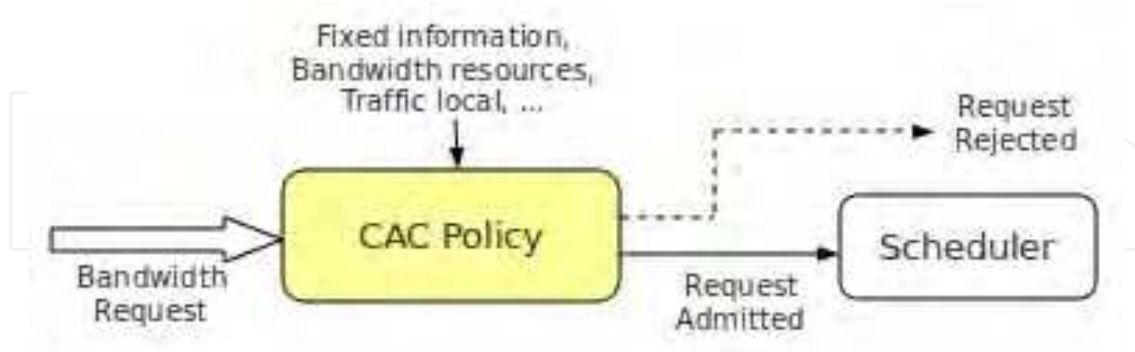 Fixed information,
Bandwidth resources,
Traffic local, ...
Request
Rejected
CAC Policy
Scheduler
Bandwidth
Request
Request
Admitted